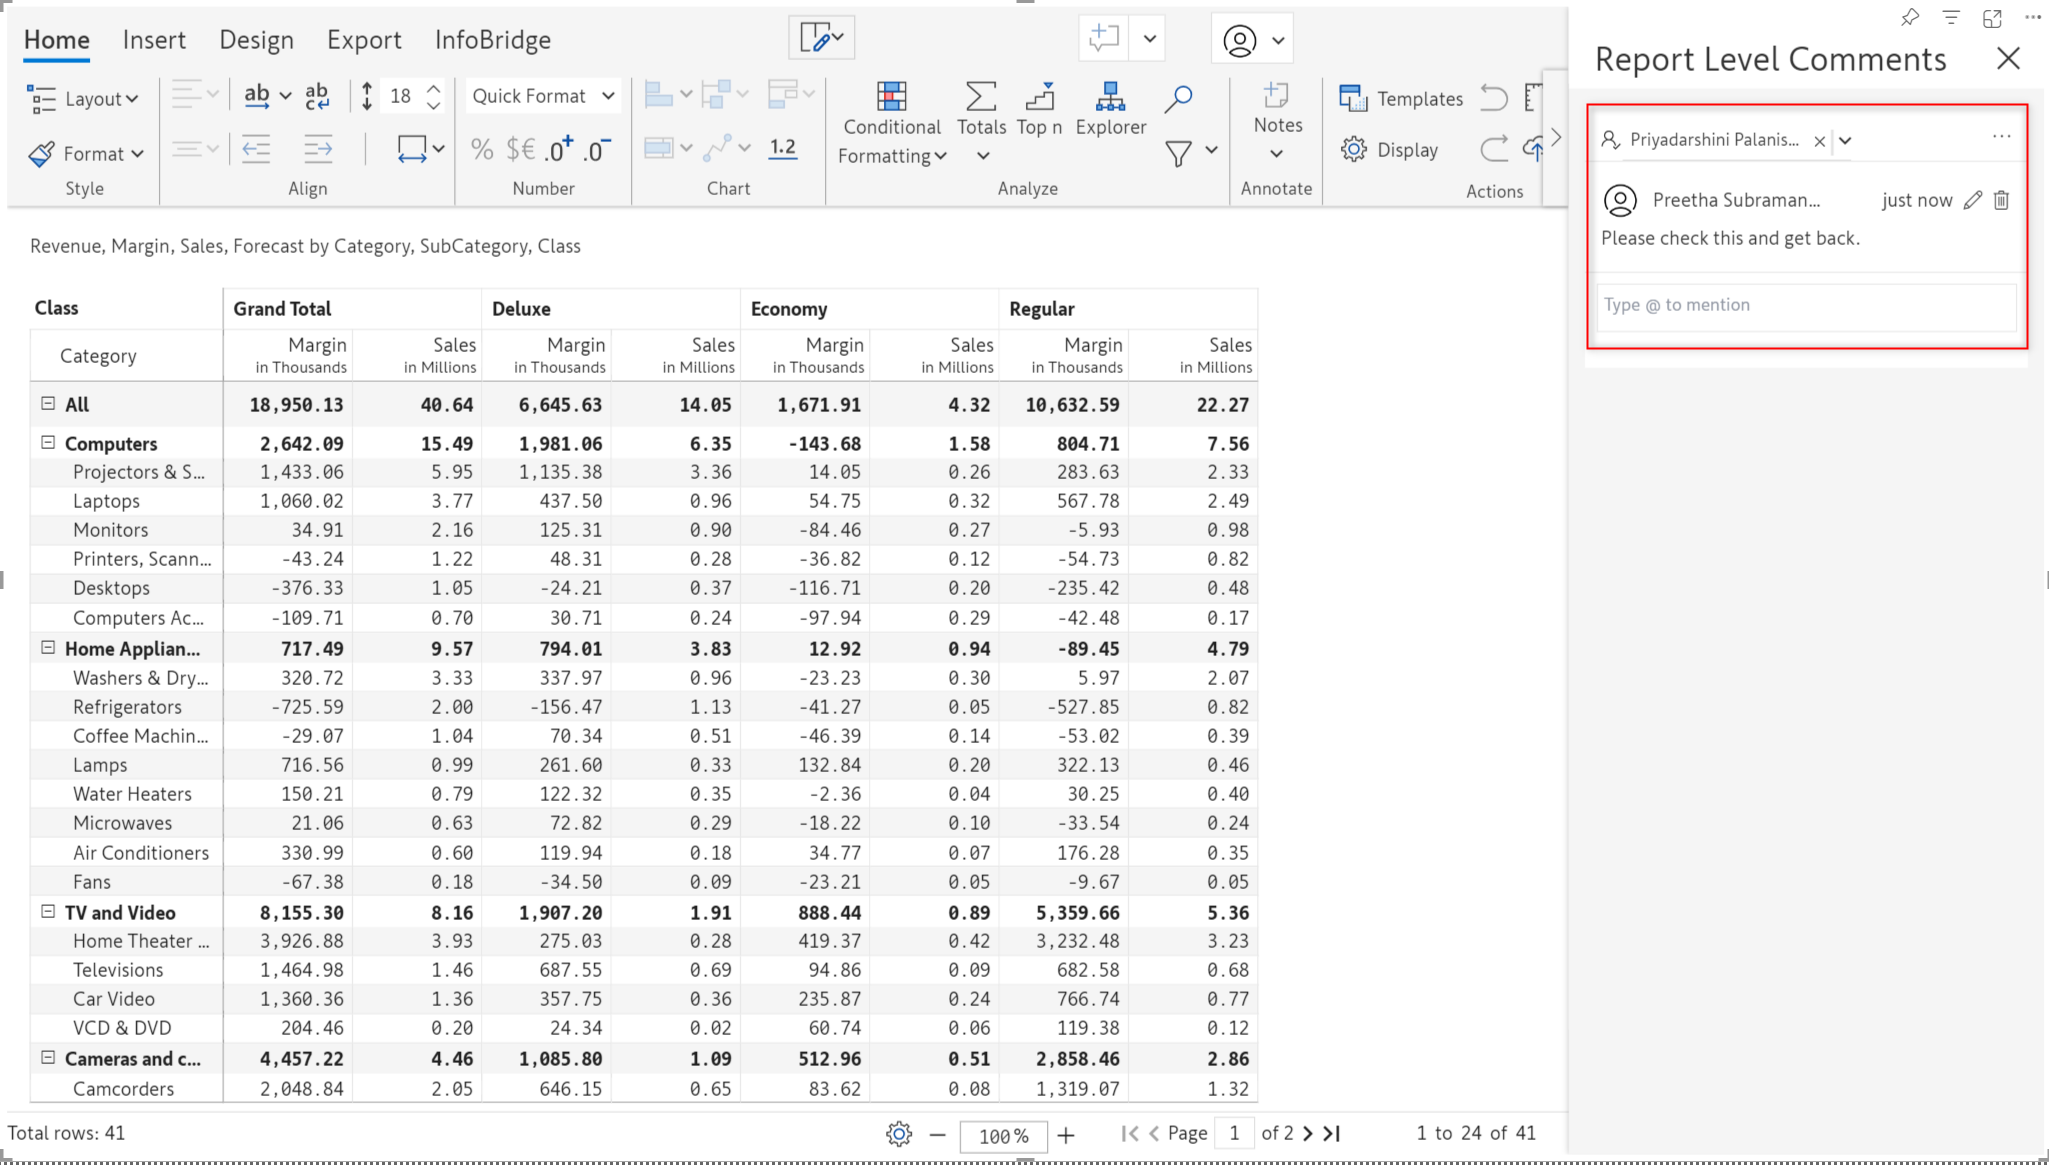 Home Insert Design Export InfoBridge
Report Level Comments
Layout ab ab c 18 Quick Format
Format % $€ .0+ .0- 1.2
Conditional Formatting Totals Top n Explorer
Notes
Templates
Display
Style Align Number Chart Analyze Annotate Actions
Priyadarshini Palanis...
Preetha Subraman... just now
Please check this and get back.
Type @ to mention
Revenue, Margin, Sales, Forecast by Category, SubCategory, Class
Class Grand Total Deluxe Economy Regular
Category Margin in Thousands Sales in Millions Margin in Thousands Sales in Millions Margin in Thousands Sales in Millions Margin in Thousands Sales in Millions
All 18,950.13 40.64 6,645.63 14.05 1,671.91 4.32 10,632.59 22.27
Computers 2,642.09 15.49 1,981.06 6.35 -143.68 1.58 804.71 7.56
Projectors & S... 1,433.06 5.95 1,135.38 3.36 14.05 0.26 283.63 2.33
Laptops 1,060.02 3.77 437.50 0.96 54.75 0.32 567.78 2.49
Monitors 34.91 2.16 125.31 0.90 -84.46 0.27 -5.93 0.98
Printers, Scann... -43.24 1.22 48.31 0.28 -36.82 0.12 -54.73 0.82
Desktops -376.33 1.05 -24.21 0.37 -116.71 0.20 -235.42 0.48
Computers Ac... -109.71 0.70 30.71 0.24 -97.94 0.29 -42.48 0.17
Home Applian... 717.49 9.57 794.01 3.83 12.92 0.94 -89.45 4.79
Washers & Dry... 320.72 3.33 337.97 0.96 -23.23 0.30 5.97 2.07
Refrigerators -725.59 2.00 -156.47 1.13 -41.27 0.05 -527.85 0.82
Coffee Machin... -29.07 1.04 70.34 0.51 -46.39 0.14 -53.02 0.39
Lamps 716.56 0.99 261.60 0.33 132.84 0.20 322.13 0.46
Water Heaters 150.21 0.79 122.32 0.35 -2.36 0.04 30.25 0.40
Microwaves 21.06 0.63 72.82 0.29 -18.22 0.10 -33.54 0.24
Air Conditioners 330.99 0.60 119.94 0.18 34.77 0.07 176.28 0.35
Fans -67.38 0.18 -34.50 0.09 -23.21 0.05 -9.67 0.05
TV and Video 8,155.30 8.16 1,907.20 1.91 888.44 0.89 5,359.66 5.36
Home Theater ... 3,926.88 3.93 275.03 0.28 419.37 0.42 3,232.48 3.23
Televisions 1,464.98 1.46 687.55 0.69 94.86 0.09 682.58 0.68
Car Video 1,360.36 1.36 357.75 0.36 235.87 0.24 766.74 0.77
VCD & DVD 204.46 0.20 24.34 0.02 60.74 0.06 119.38 0.12
Cameras and c... 4,457.22 4.46 1,085.80 1.09 512.96 0.51 2,858.46 2.86
Camcorders 2,048.84 2.05 646.15 0.65 83.62 0.08 1,319.07 1.32
Total rows: 41 100% Page 1 of 2 1 to 24 of 41